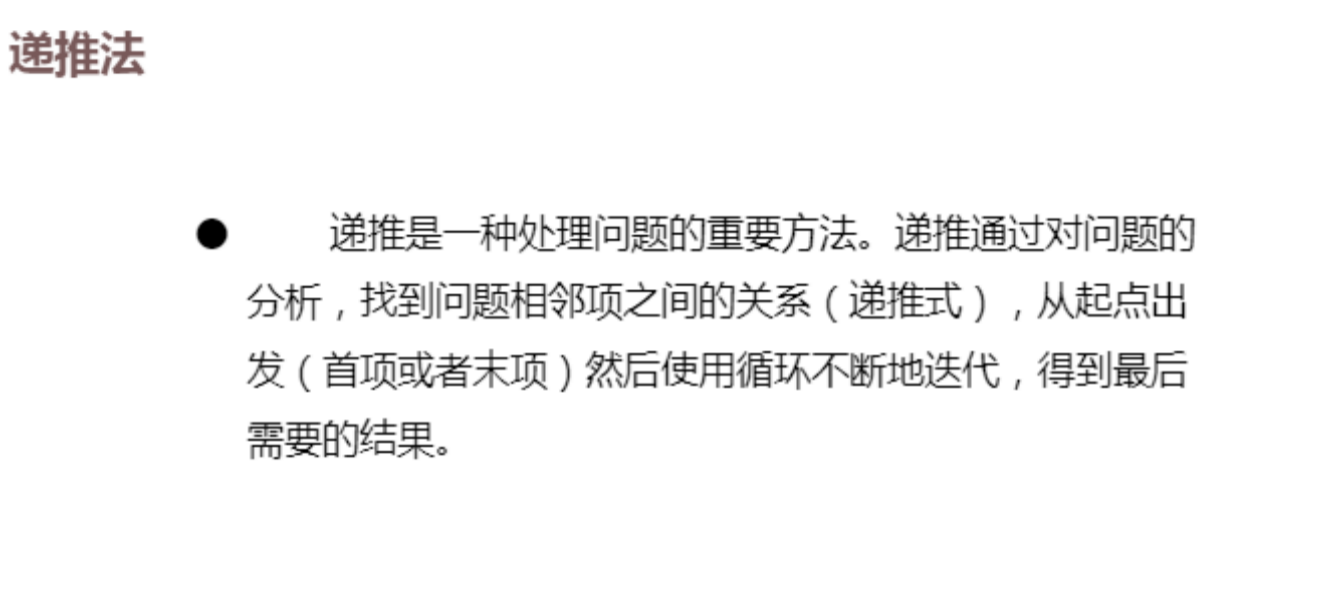 递推法
● 递推是一种处理问题的重要方法。递推通过对问题的
分析，找到问题相邻项之间的关系（递推式），从起点出
发（首项或者末项）然后使用循环不断地迭代，得到最后
需要的结果。